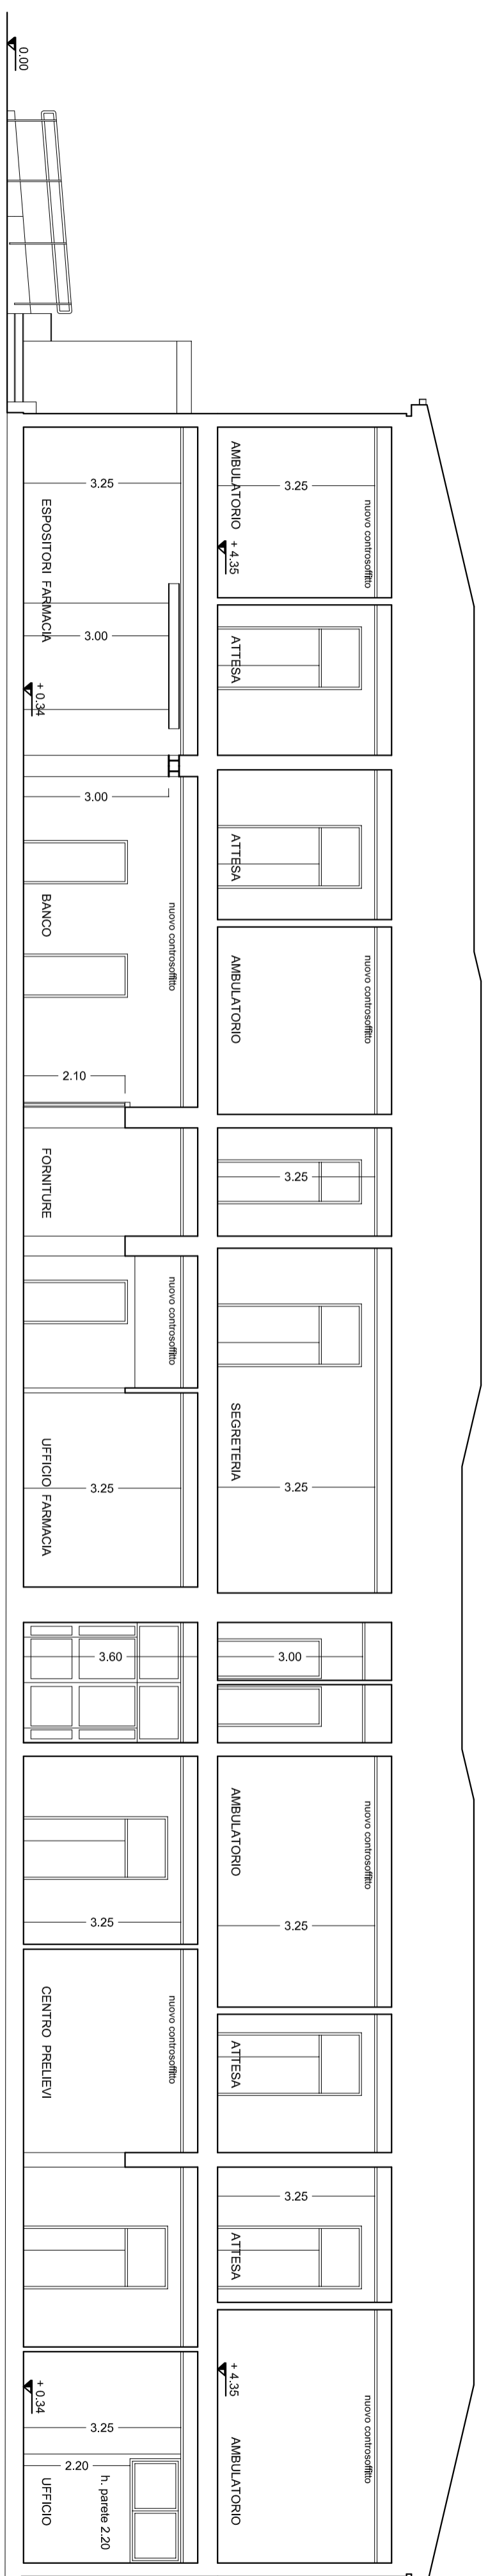 nuovo controsoffitto
nuovo controsoffitto
nuovo controsoffitto
nuovo controsoffitto
3.25
3.25
3.25
3.00
3.25
3.25
AMBULATORIO
+ 4.35
ATTESA
ATTESA
AMBULATORIO
SEGRETERIA
AMBULATORIO
ATTESA
ATTESA
+ 4.35
AMBULATORIO
nuovo controsoffitto
nuovo controsoffitto
nuovo controsoffitto
3.25
3.00
3.00
2.10
3.25
3.60
3.25
3.25
2.20
h. parete 2.20
0.00
ESPOSITORI FARMACIA
+ 0.34
BANCO
FORNITURE
UFFICIO FARMACIA
CENTRO PRELIEVI
+ 0.34
UFFICIO